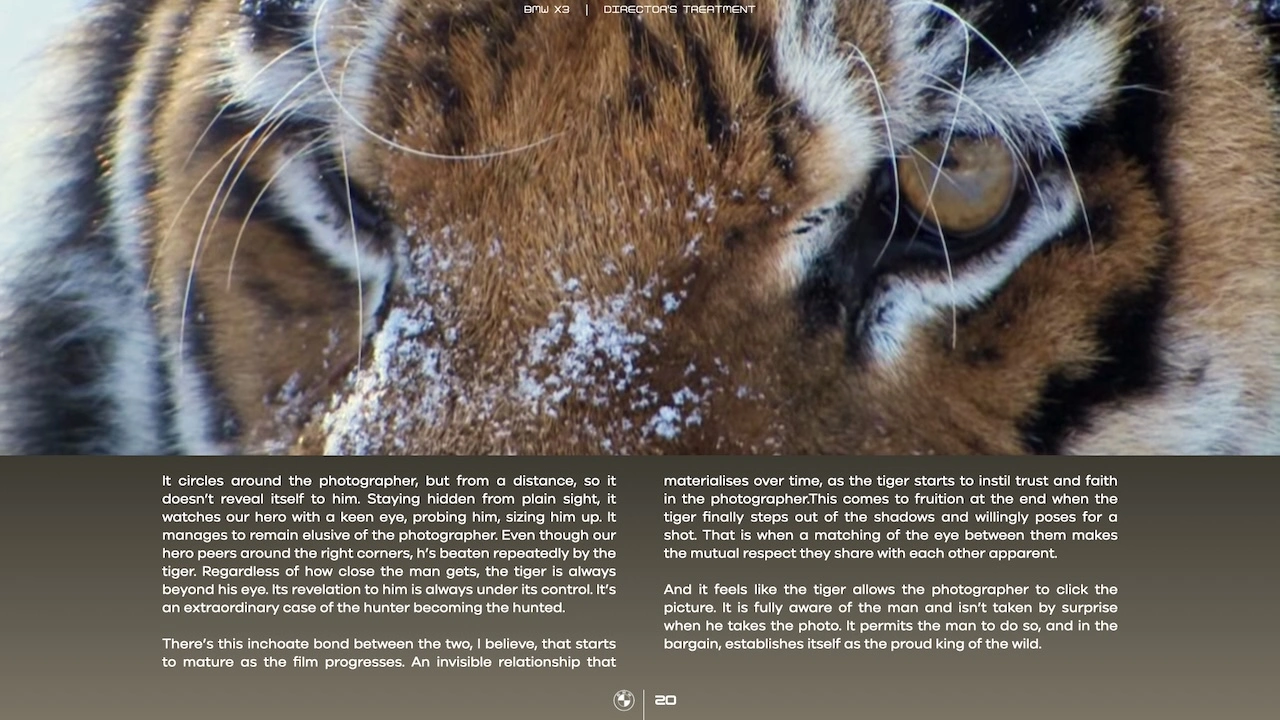 BMW X3 | DIRECTOR'S TREATMENT
It circles around the photographer, but from a distance, so it
doesn't reveal itself to him. Staying hidden from plain sight, it
watches our hero with a keen eye, probing him, sizing him up. It
manages to remain elusive of the photographer. Even though our
hero peers around the right corners, h's beaten repeatedly by the
tiger. Regardless of how close the man gets, the tiger is always
beyond his eye. Its revelation to him is always under its control. It's
an extraordinary case of the hunter becoming the hunted.
There's this inchoate bond between the two, I believe, that starts
to mature as the film progresses. An invisible relationship that
materialises over time, as the tiger starts to instil trust and faith
in the photographer.This comes to fruition at the end when the
tiger finally steps out of the shadows and willingly poses for a
shot. That is when a matching of the eye between them makes
the mutual respect they share with each other apparent.
And it feels like the tiger allows the photographer to click the
picture. It is fully aware of the man and isn't taken by surprise
when he takes the photo. It permits the man to do so, and in the
bargain, establishes itself as the proud king of the wild.
20